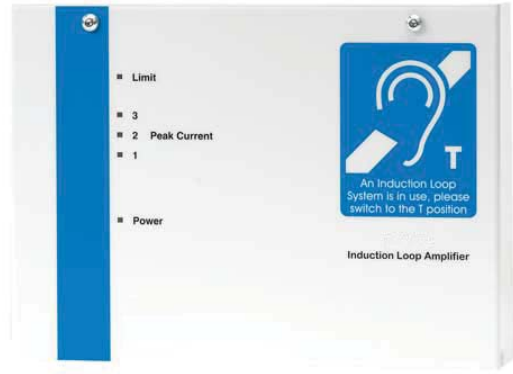 Limit
3
2 Peak Current
1
Power
T
An Induction Loop
System is in use, please
switch to the T position
Induction Loop Amplifier